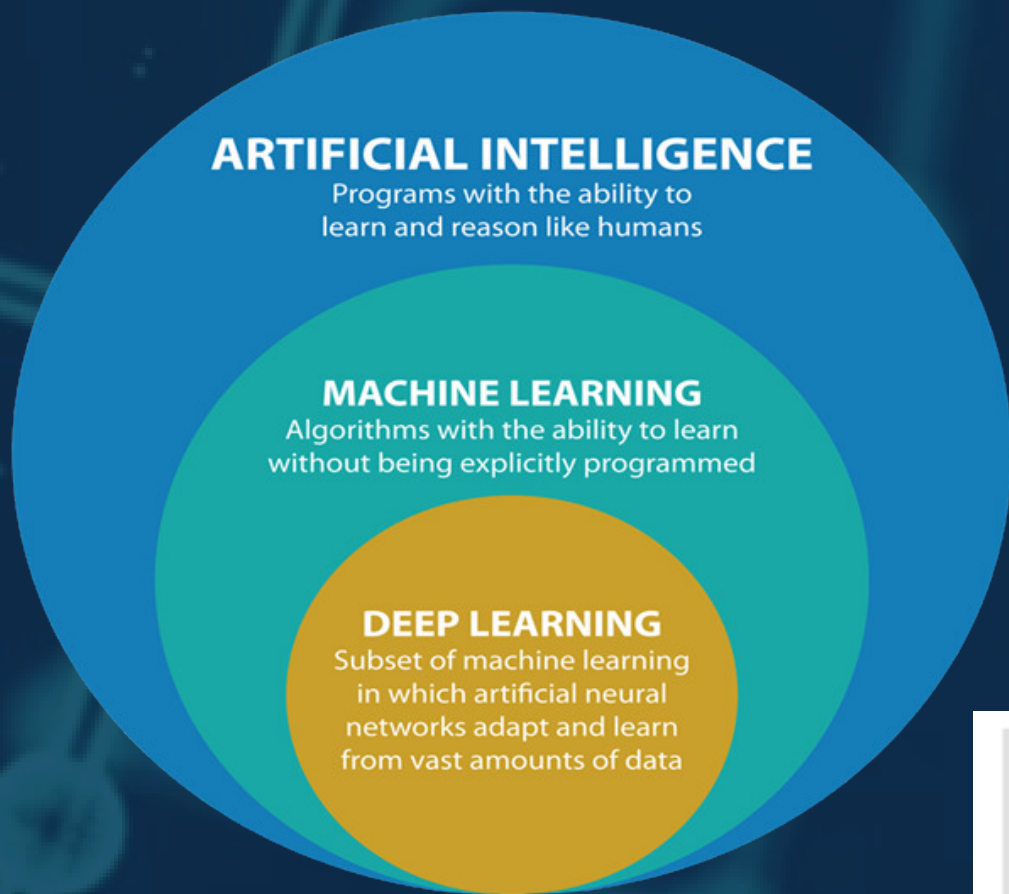 ARTIFICIAL INTELLIGENCE
Programs with the ability to
learn and reason like humans
MACHINE LEARNING
Algorithms with the ability to learn
without being explicitly programmed
DEEP LEARNING
Subset of machine learning
in which artificial neural
networks adapt and learn
from vast amounts of data